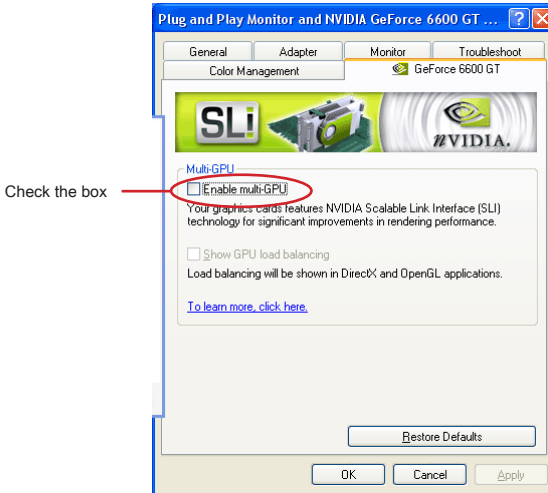 Plug and Play Monitor and NVIDIA GeForce 6600 GT ...
General Adapter Monitor Troubleshoot
Color Management GeForce 6600 GT
SLi
NVIDIA.
Multi-GPU
Check the box
Enable multi-GPU
Your graphics cards features NVIDIA Scalable Link
Interface (SLI)
technology for significant improvements in rendering performance.
Show GPU load balancing
Load balancing will be shown in DirectX and OpenGL applications.
To learn more, click here.
Restore Defaults
OK Cancel Apply